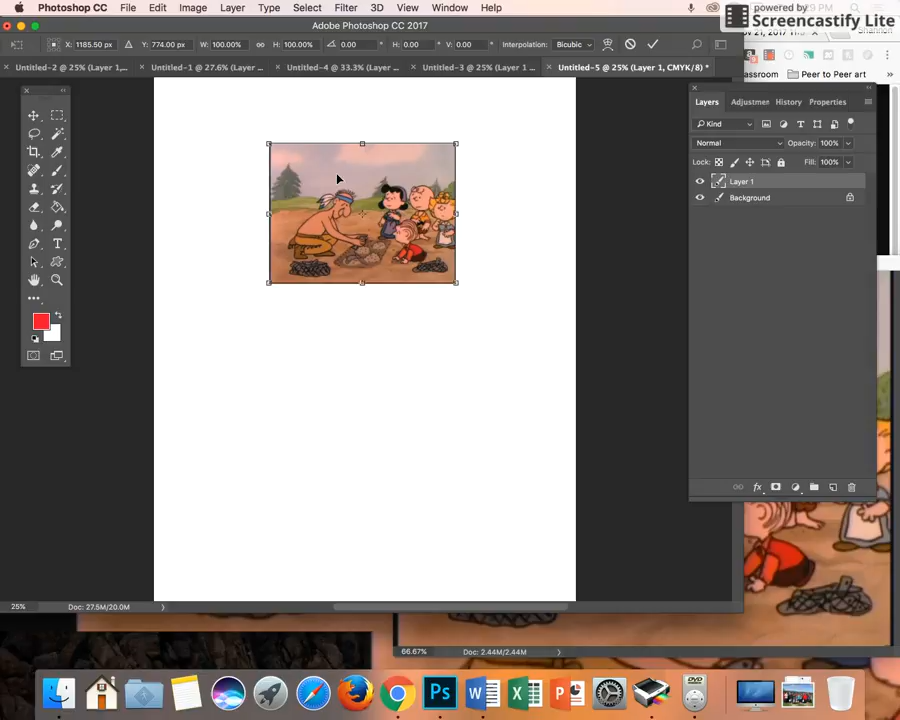 Photoshop CC File Edit Image Layer Type Select Filter 3D View Window Help
powered by
Screencastify Lite
Adobe Photoshop CC 2017
X: 1185.50 px Y: 774.00 px W: 100.00% H: 100.00% 0.00 H: 0.00 V: 0.00 Interpolation: Bicubic
Untitled-2 @ 25% (Layer 1,... Untitled-1 @ 27.6% (Layer ... Untitled-4 @ 33.3% (Layer ... Untitled-3 @ 25% (Layer 1 ... Untitled-5 @ 25% (Layer 1, CMYK/8) *
assroom Peer to Peer art »
Layers Adjustmen History Properties
Kind
Normal Opacity: 100%
Lock: Fill: 100%
Layer 1
Background
fx
25% Doc: 27.5M/20.0M
66.67% Doc: 2.44M/2.44M
Ps W X P